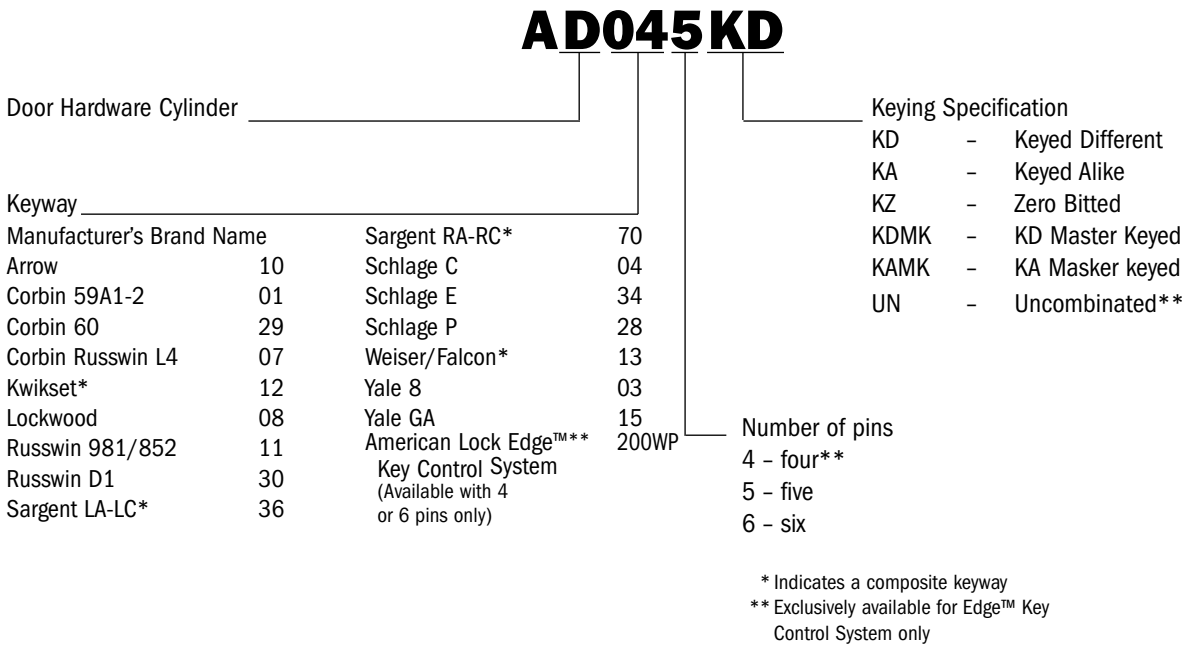 AD045KD
Door Hardware Cylinder
Keyway
Manufacturer's Brand Name
Arrow 10
Corbin 59A1-2 01
Corbin 60 29
Corbin Russwin L4 07
Kwikset* 12
Lockwood 08
Russwin 981/852 11
Russwin D1 30
Sargent LA-LC* 36
Sargent RA-RC* 70
Schlage C 04
Schlage E 34
Schlage P 28
Weiser/Falcon* 13
Yale 8 03
Yale GA 15
American Lock Edge™** 200WP
Key Control System
(Available with 4
or 6 pins only)
Keying Specification
KD – Keyed Different
KA – Keyed Alike
KZ – Zero Bitted
KDMK – KD Master Keyed
KAMK – KA Masker keyed
UN – Uncombinated**
Number of pins
4 – four**
5 – five
6 – six
* Indicates a composite keyway
** Exclusively available for Edge™ Key
Control System only